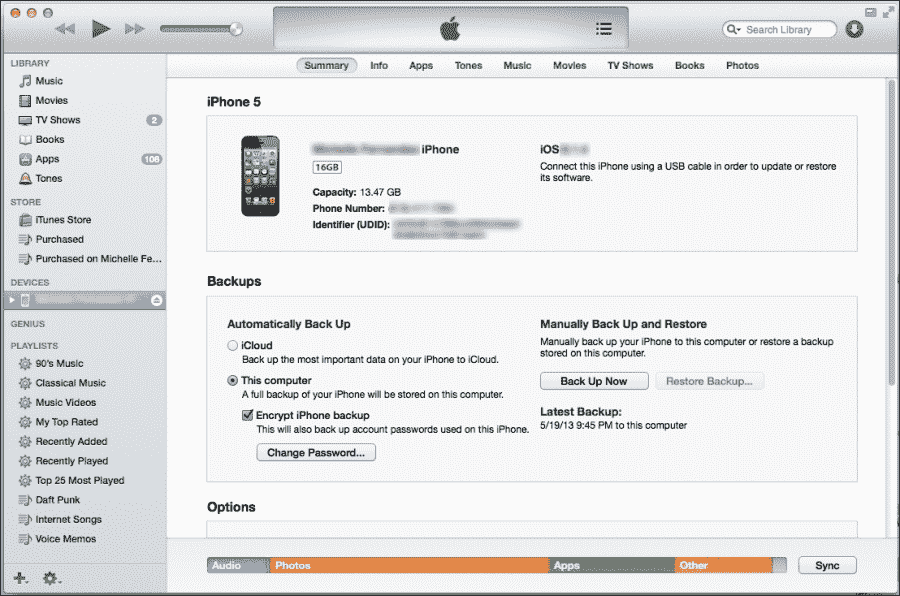 Search Library
LIBRARY
Music
Movies
TV Shows 2
Books
Apps 106
Tones
STORE
iTunes Store
Purchased
Purchased on Michelle Fe...
DEVICES
GENIUS
PLAYLISTS
90's Music
Classical Music
Music Videos
My Top Rated
Recently Added
Recently Played
Top 25 Most Played
Daft Punk
Internet Songs
Voice Memos
Summary Info Apps Tones Music Movies TV Shows Books Photos
iPhone 5
iPhone
16GB
Capacity: 13.47 GB
Phone Number:
Identifier (UDID):
iOS
Connect this iPhone using a USB cable in order to update or restore
its software.
Backups
Automatically Back Up
iCloud
Back up the most important data on your iPhone to iCloud.
This computer
A full backup of your iPhone will be stored on this computer.
Encrypt iPhone backup
This will also back up account passwords used on this iPhone.
Change Password...
Manually Back Up and Restore
Manually back up your iPhone to this computer or restore a backup
stored on this computer.
Back Up Now Restore Backup...
Latest Backup:
5/19/13 9:45 PM to this computer
Options
Audio Photos Apps Other Sync